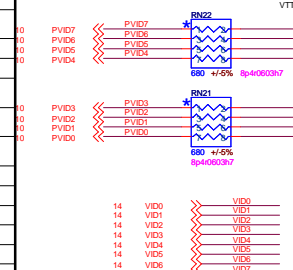 VTT
RN22
10 PVID7 PVID7
10 PVID6 PVID6
10 PVID5 PVID5
10 PVID4 PVID4
680 +/-5% 8p4r0603h7
RN21
10 PVID3 PVID3
10 PVID2 PVID2
10 PVID1 PVID1
10 PVID0 PVID0
680 +/-5%
8p4r0603h7
14 VID0 VID0
14 VID1 VID1
14 VID2 VID2
14 VID3 VID3
14 VID4 VID4
14 VID5 VID5
14 VID6 VID6
VID7